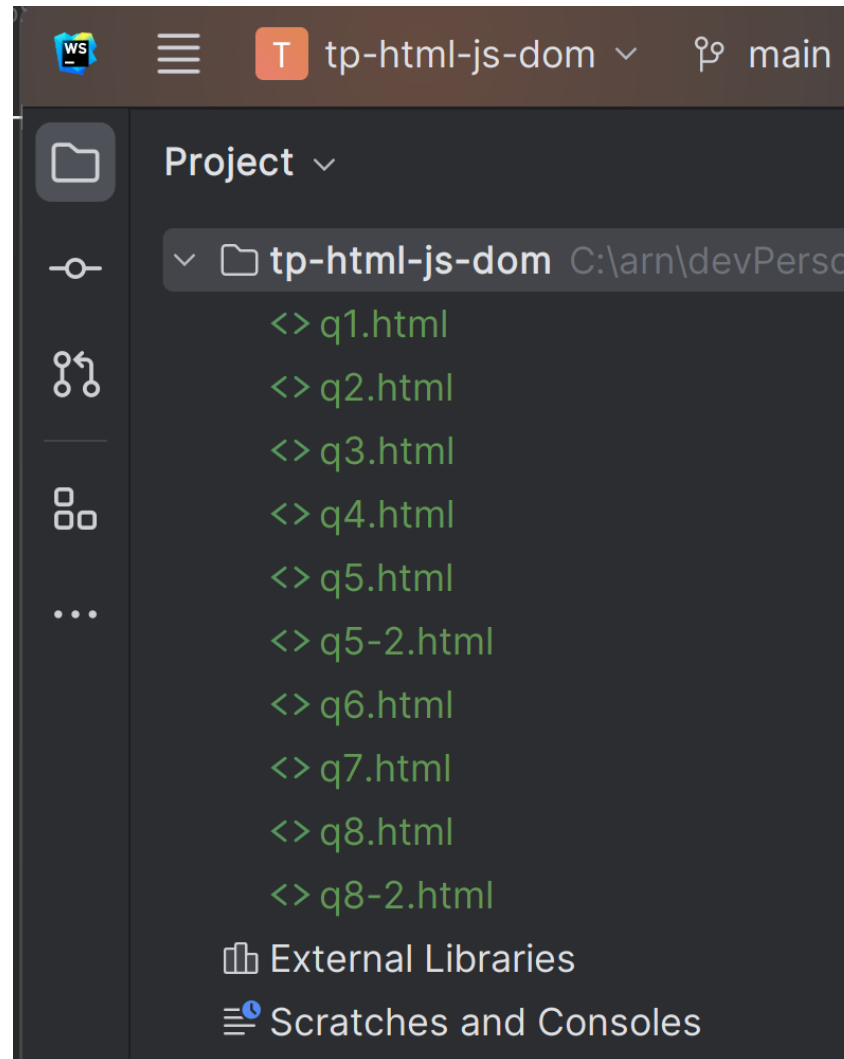 WS
T tp-html-js-dom main
Project
tp-html-js-dom C:\arn\devPerso
<> q1.html
<> q2.html
<> q3.html
<> q4.html
<> q5.html
<> q5-2.html
<> q6.html
<> q7.html
<> q8.html
<> q8-2.html
External Libraries
Scratches and Consoles